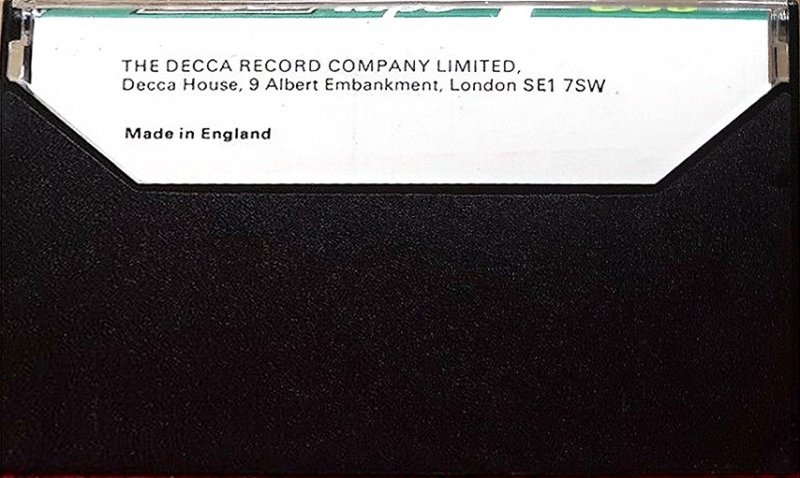 THE DECCA RECORD COMPANY LIMITED,
Decca House, 9 Albert Embankment, London SE1 7SW
Made in England